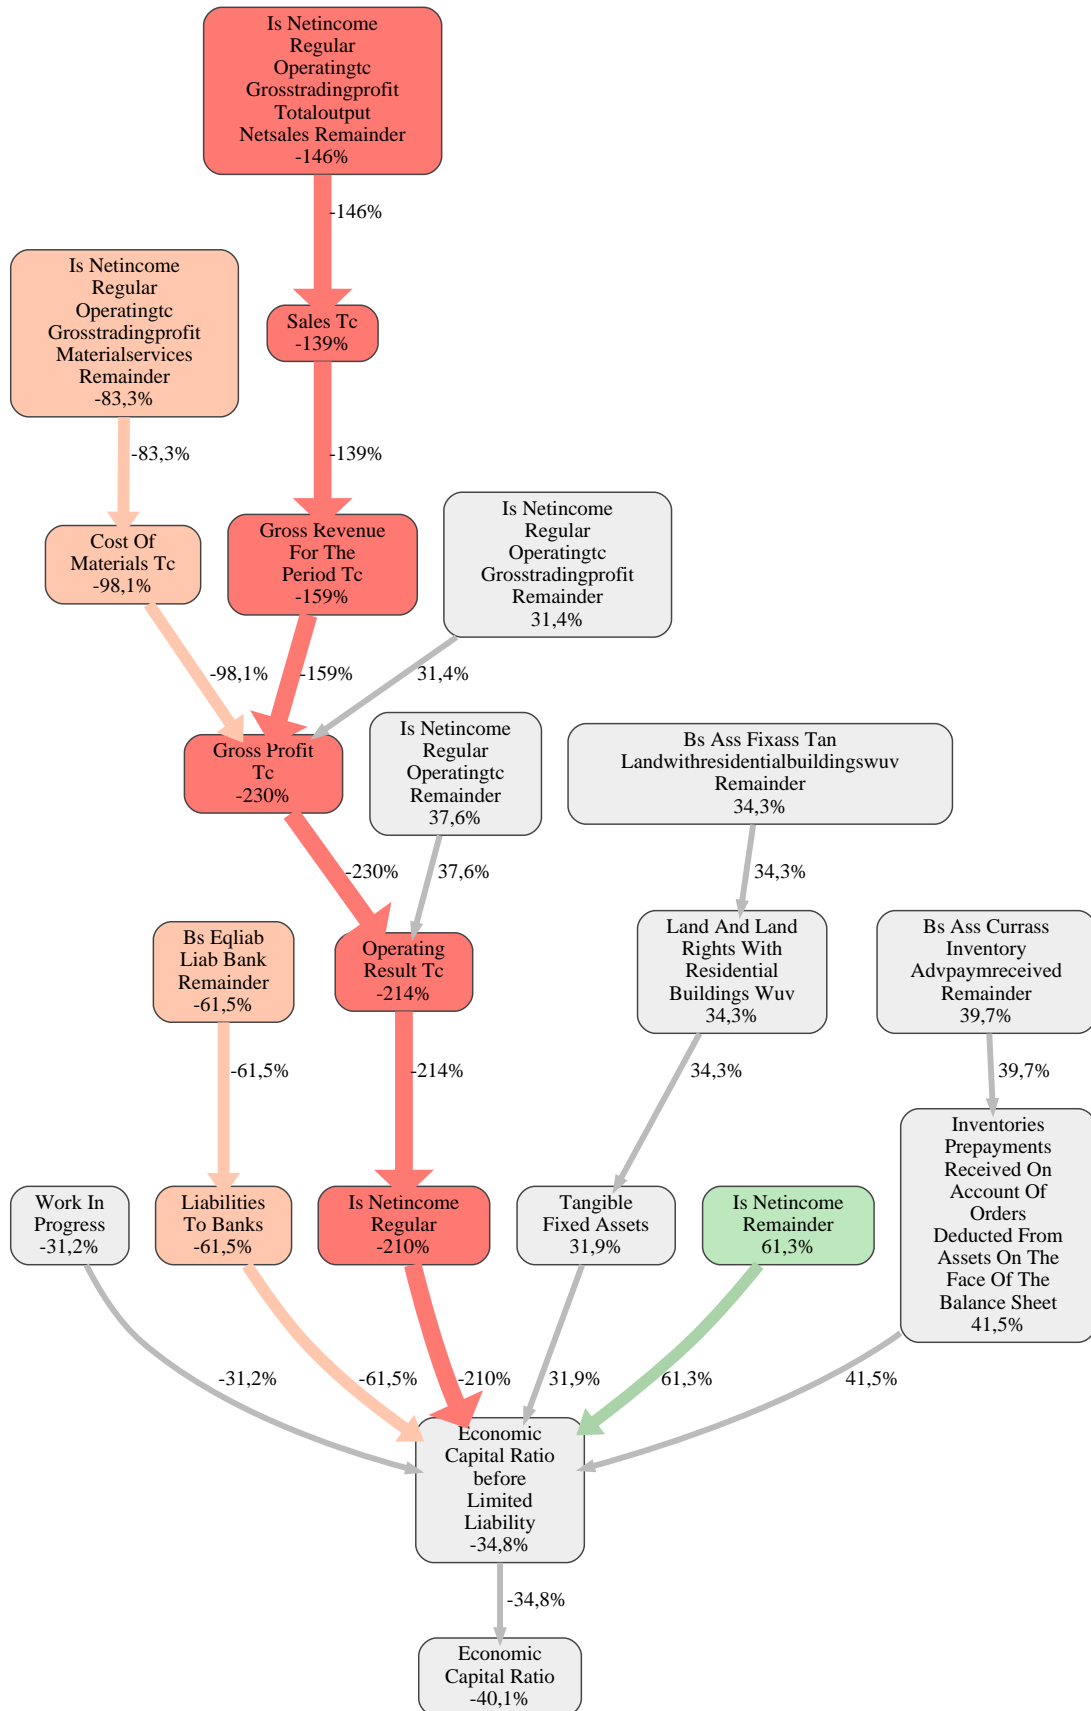 Is Netincome
Regular
Operatingtc
Grosstradingprofit
Totaloutput
Netsales Remainder
-146%
-146%
Is Netincome
Regular
Operatingtc
Grosstradingprofit
Materialservices
Remainder
-83,3%
Sales Tc
-139%
-83,3%
-139%
Cost Of
Materials Tc
-98,1%
Gross Revenue
For The
Period Tc
-159%
Is Netincome
Regular
Operatingtc
Grosstradingprofit
Remainder
31,4%
-98,1%
-159%
31,4%
Gross Profit
Tc
-230%
Is Netincome
Regular
Operatingtc
Remainder
37,6%
Bs Ass Fixass Tan
Landwithresidentialbuildingswuv
Remainder
34,3%
-230%
37,6%
34,3%
Bs Eqliab
Liab Bank
Remainder
-61,5%
Operating
Result Tc
-214%
Land And Land
Rights With
Residential
Buildings Wuv
34,3%
Bs Ass Currass
Inventory
Advpaymreceived
Remainder
39,7%
-61,5%
-214%
34,3%
39,7%
Work In
Progress
-31,2%
Liabilities
To Banks
-61,5%
Is Netincome
Regular
-210%
Tangible
Fixed Assets
31,9%
Is Netincome
Remainder
61,3%
Inventories
Prepayments
Received On
Account Of
Orders
Deducted From
Assets On The
Face Of The
Balance Sheet
41,5%
-31,2%
-61,5%
-210%
31,9%
61,3%
41,5%
Economic
Capital Ratio
before
Limited
Liability
-34,8%
-34,8%
Economic
Capital Ratio
-40,1%